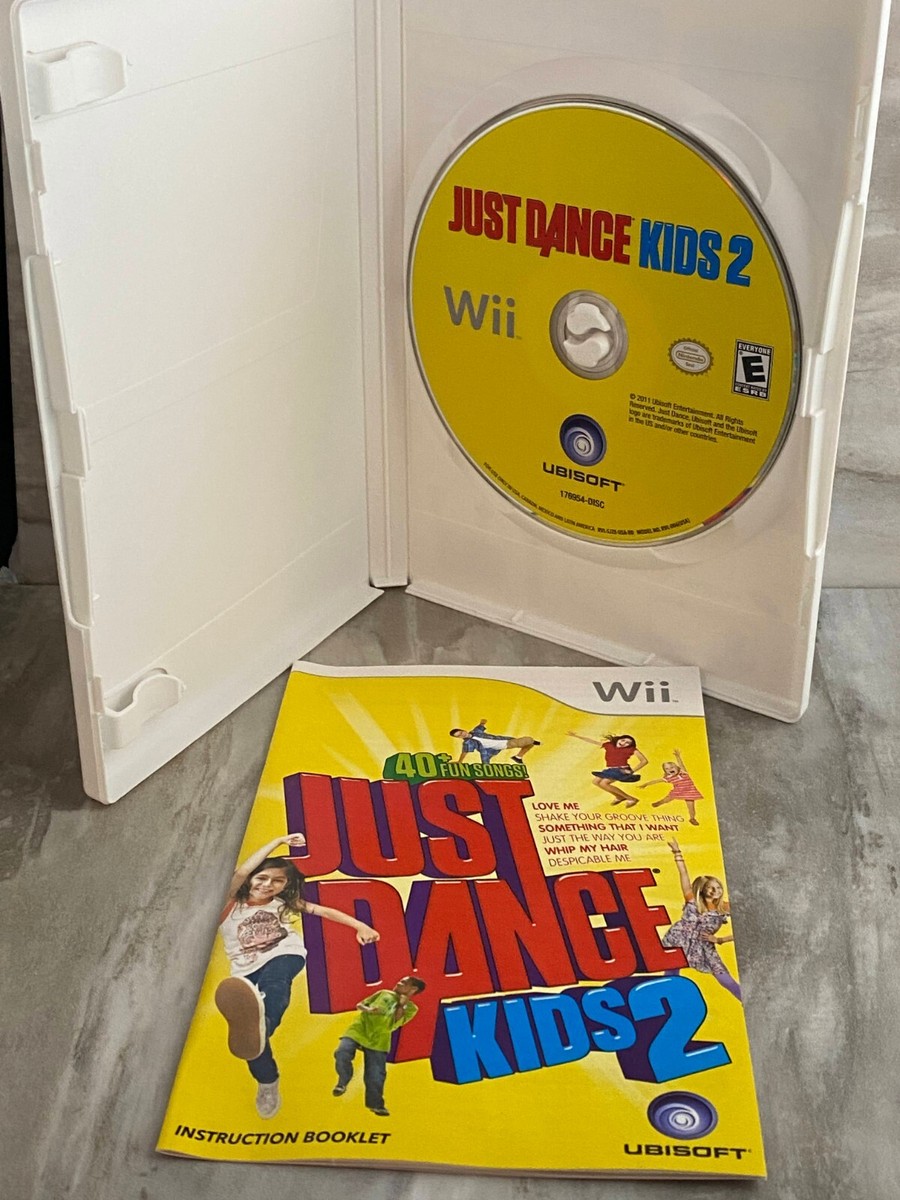 JUST DANCE KIDS 2
Wii
Nintendo
EVERYONE
E
ESRB
© 2011 Ubisoft Entertainment. All Rights
Reserved. Just Dance, Ubisoft and the Ubisoft
logo are trademarks of Ubisoft Entertainment
in the US and/or other countries.
UBISOFT
176954-DISC
Wii
40+
FUN SONGS!
LOVE ME
SHAKE YOUR GROOVE THING
SOMETHING THAT I WANT
JUST THE WAY YOU ARE
WHIP MY HAIR
DESPICABLE ME
JUST
DANCE
KIDS 2
INSTRUCTION BOOKLET
UBISOFT